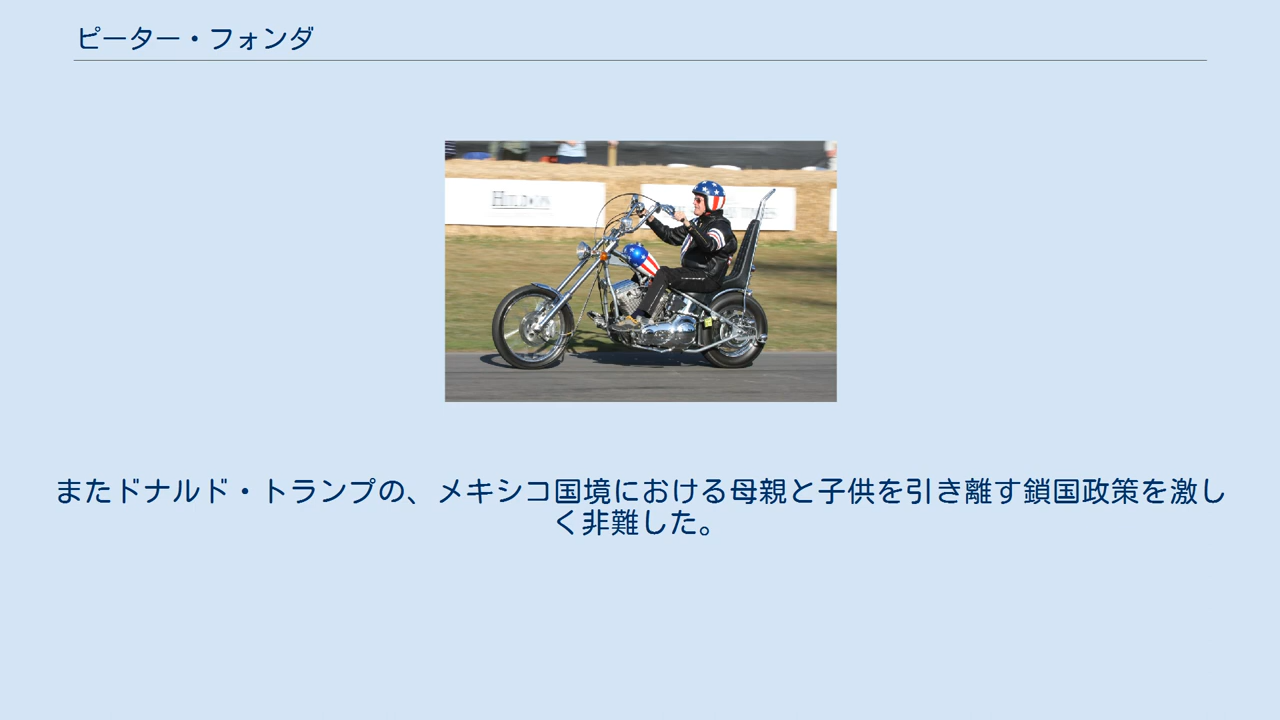 ピーター・フォンダ
またドナルド・トランプの、メキシコ国境における母親と子供を引き離す鎖国政策を激し
く非難した。